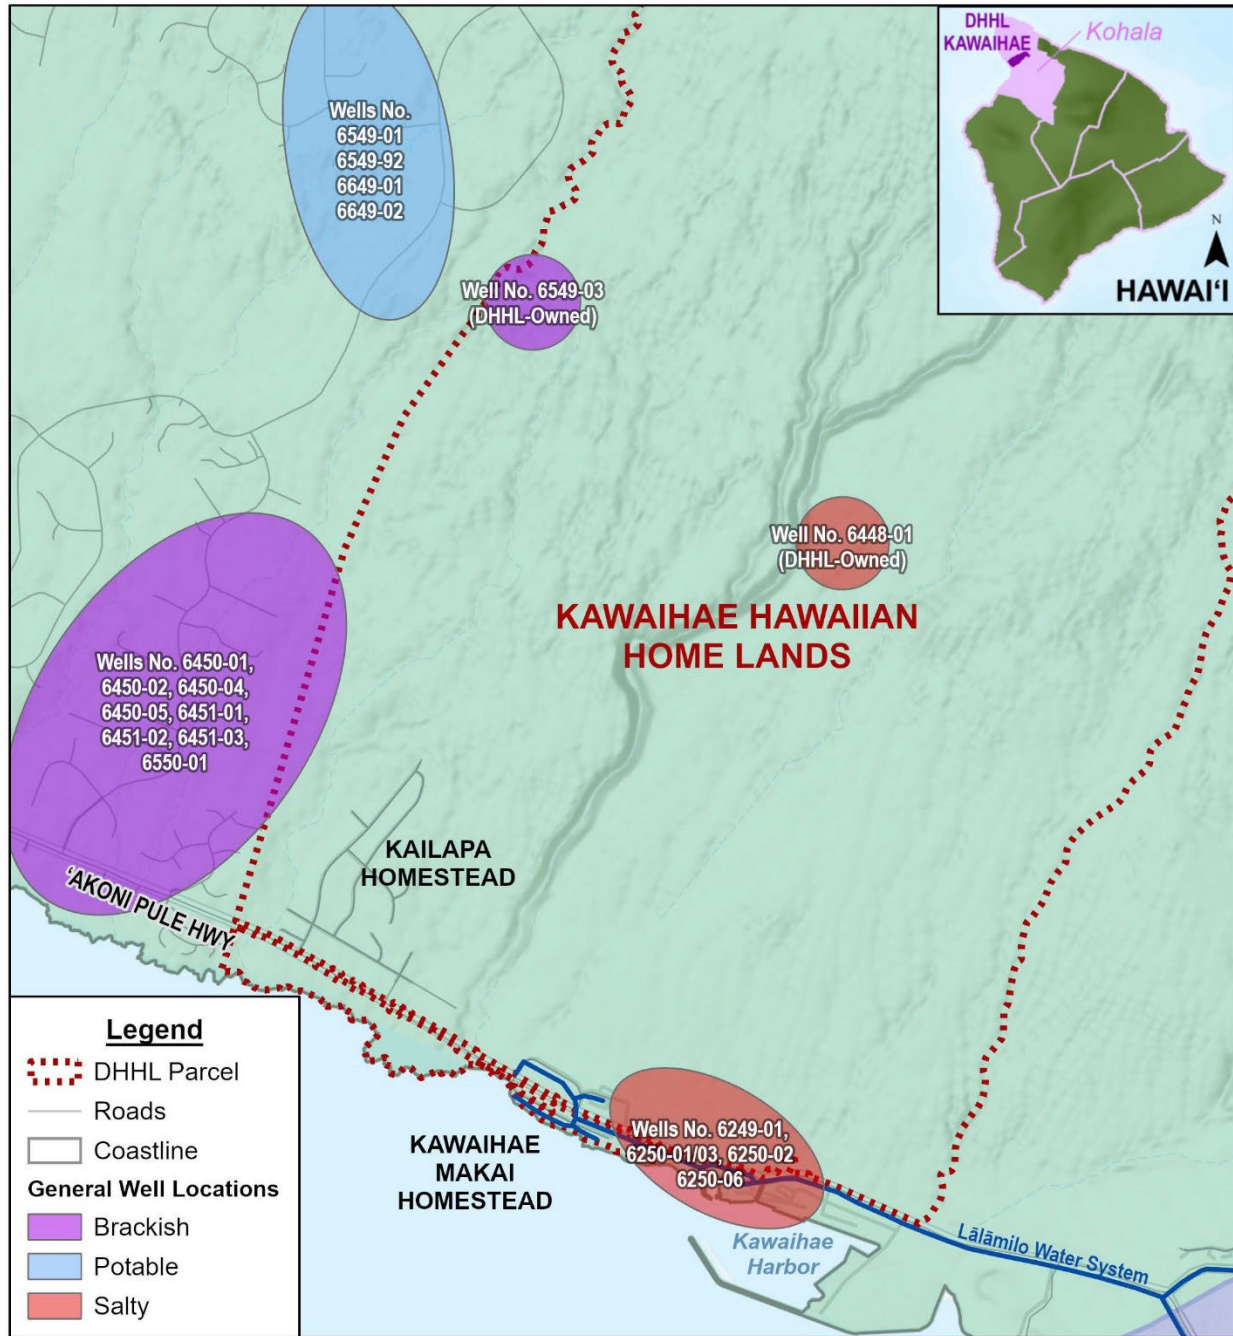 DHHL
KAWAIHAE
Kohala
N
HAWAIʻI
Wells No.
6549-01
6549-92
6649-01
6649-02
Well No. 6549-03
(DHHL-Owned)
Well No. 6448-01
(DHHL-Owned)
KAWAIHAE HAWAIIAN
HOME LANDS
Wells No. 6450-01,
6450-02, 6450-04,
6450-05, 6451-01,
6451-02, 6451-03,
6550-01
KAILAPA
HOMESTEAD
ʻAKONI PULE HWY
Legend
DHHL Parcel
Roads
Coastline
General Well Locations
Brackish
Potable
Salty
KAWAIHAE
MAKAI
HOMESTEAD
Wells No. 6249-01,
6250-01/03, 6250-02
6250-06
Kawaihae
Harbor
Lālāmilo Water System